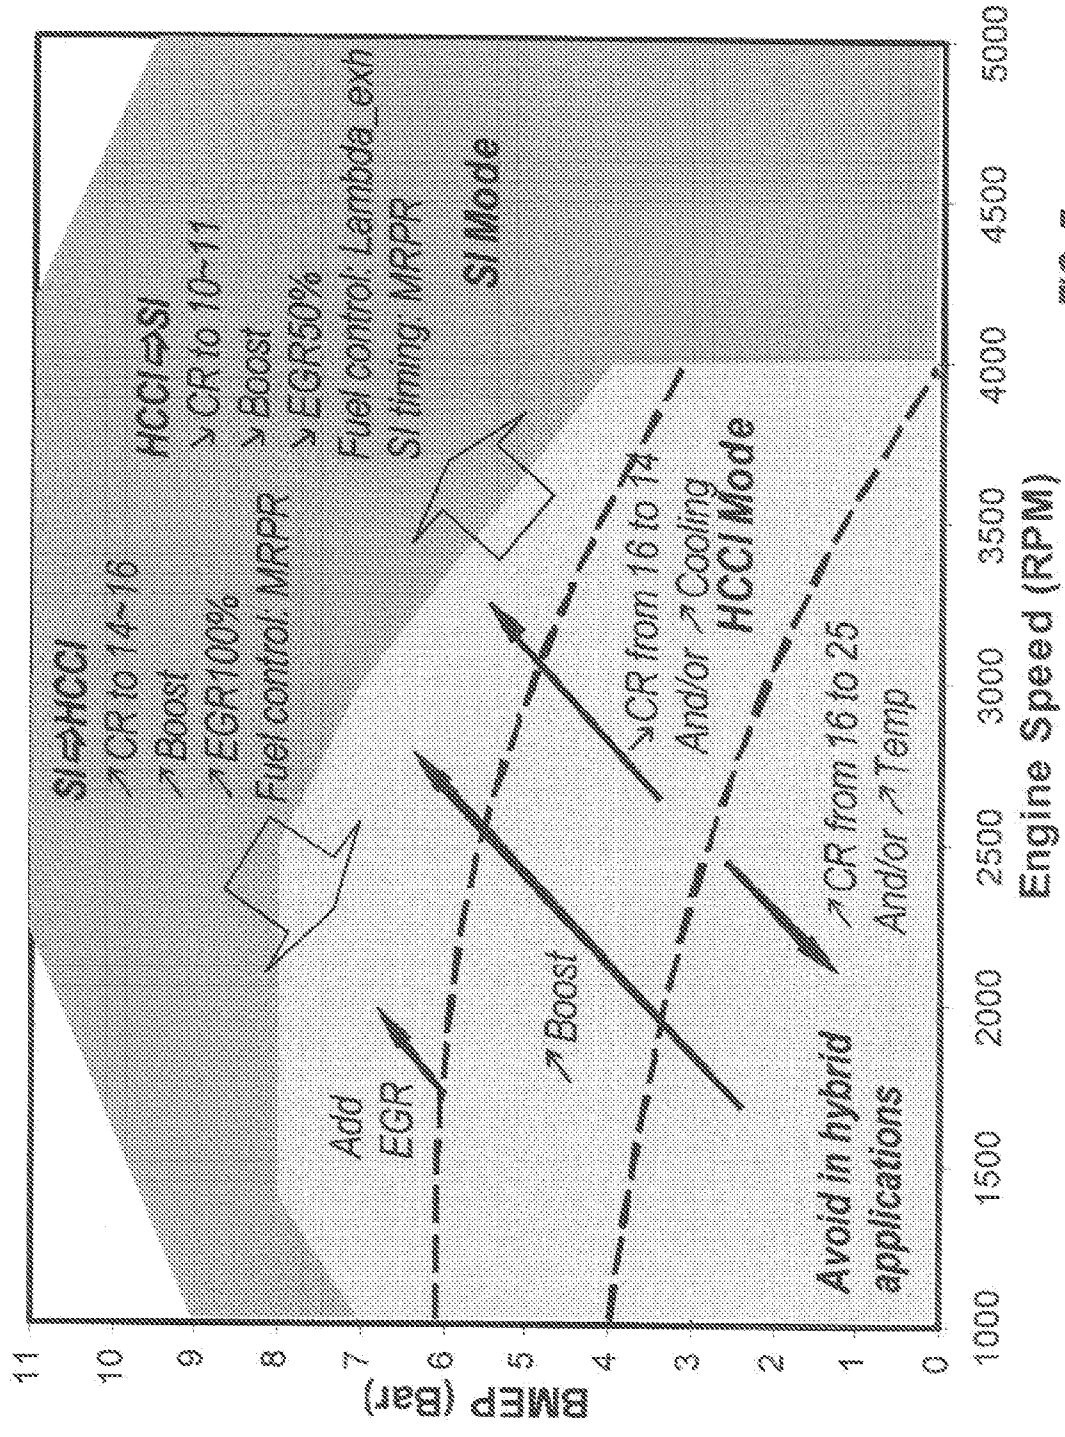 SI⇨HCCI
↗CR to 14~16
↗Boost
↗EGR100%
Fuel control: MRPR
HCCI⇨SI
↘CR to 10~11
↘Boost
↘EGR50%
Fuel control: Lambda_exh
SI timing: MRPR
SI Mode
Add
EGR
↗Boost
↘CR from 16 to 14
And/or ↗Cooling
HCCI Mode
↗CR from 16 to 25
And/or ↗Temp
Avoid in hybrid
applications
BMEP (Bar)
11
10
9
8
7
6
5
4
3
2
1
0
1000
1500
2000
2500
3000
3500
4000
4500
5000
Engine Speed (RPM)